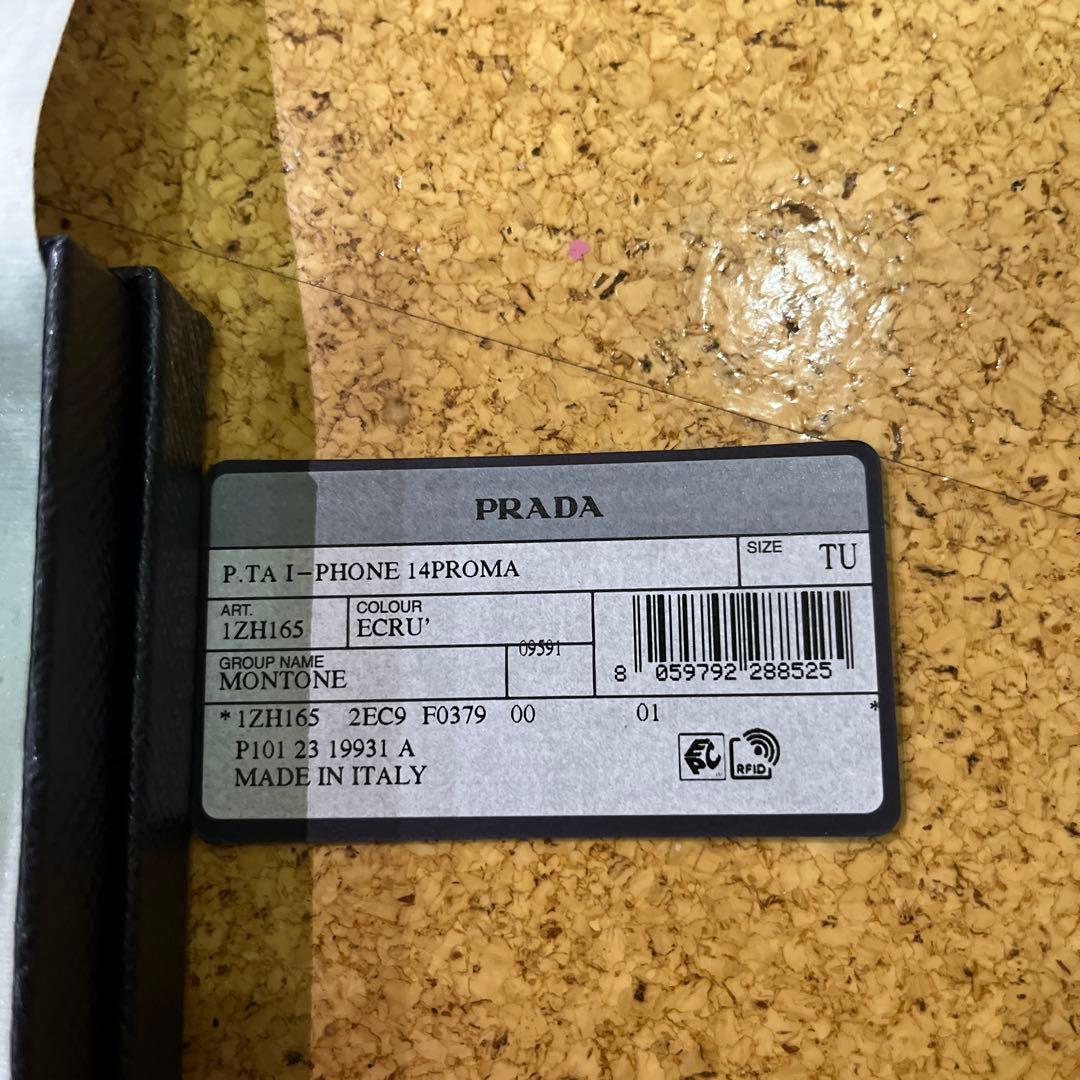 PRADA
P.TA I-PHONE 14PROMA
SIZE TU
ART.
1ZH165
COLOUR
ECRU'
GROUP NAME
MONTONE
09591
8 059792 288525
*1ZH165 2EC9 F0379 00 01 *
P101 23 19931 A
MADE IN ITALY
EPC
RFID